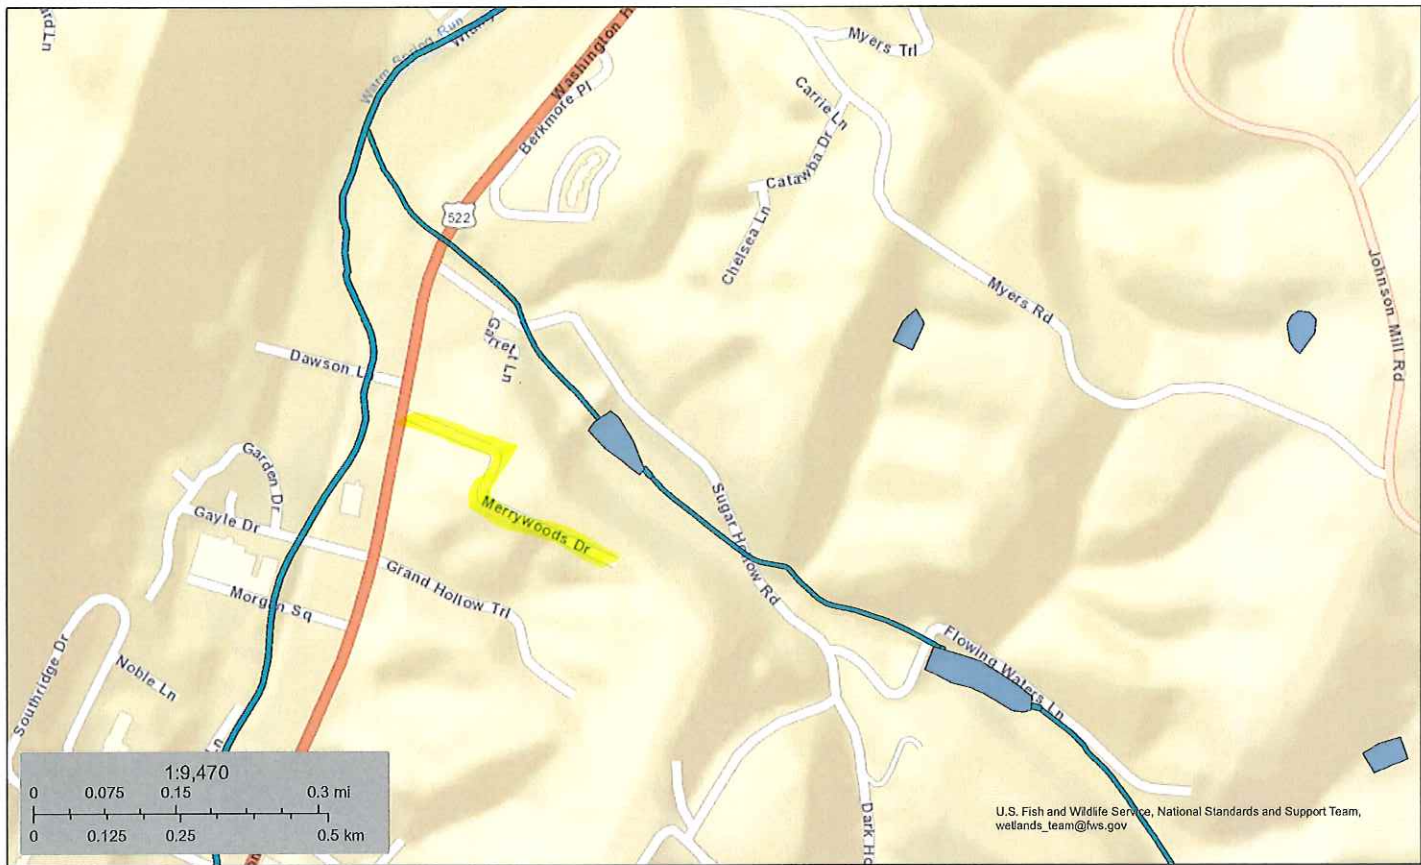 Warm Spring Run
Myers Trl
Berkmore Pl
Carrie Ln
Catawba Dr
Chelsea Ln
522
Myers Rd
Johnson Mill Rd
Dawson
Garden Dr
Gayle Dr
Merrywoods Dr
Grand Hollow Trl
Morgan Sq
Sugar Hollow Rd
Southridge Dr
Noble Ln
Flowing Waters Ln
Ln
1:9,470
0 0.075 0.15 0.3 mi
0 0.125 0.25 0.5 km
Dark
U.S. Fish and Wildlife Service, National Standards and Support Team,
wetlands_team@fws.gov
Washington